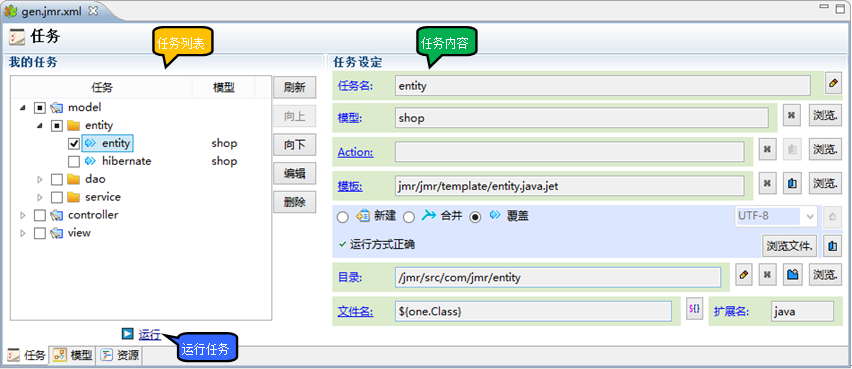 gen.jmr.xml
任务
任务列表
任务内容
我的任务
任务设定
任务 模型
刷新
向上
向下
编辑
删除
model
entity
entity shop
hibernate shop
dao
service
controller
view
运行
运行任务
任务名: entity
模型: shop 浏览.
Action: 浏览.
模板: jmr/jmr/template/entity.java.jet 浏览.
新建 合并 覆盖 UTF-8
运行方式正确 浏览文件.
目录: /jmr/src/com/jmr/entity 浏览.
文件名: ${one.Class} ${} 扩展名: java
任务 模型 资源